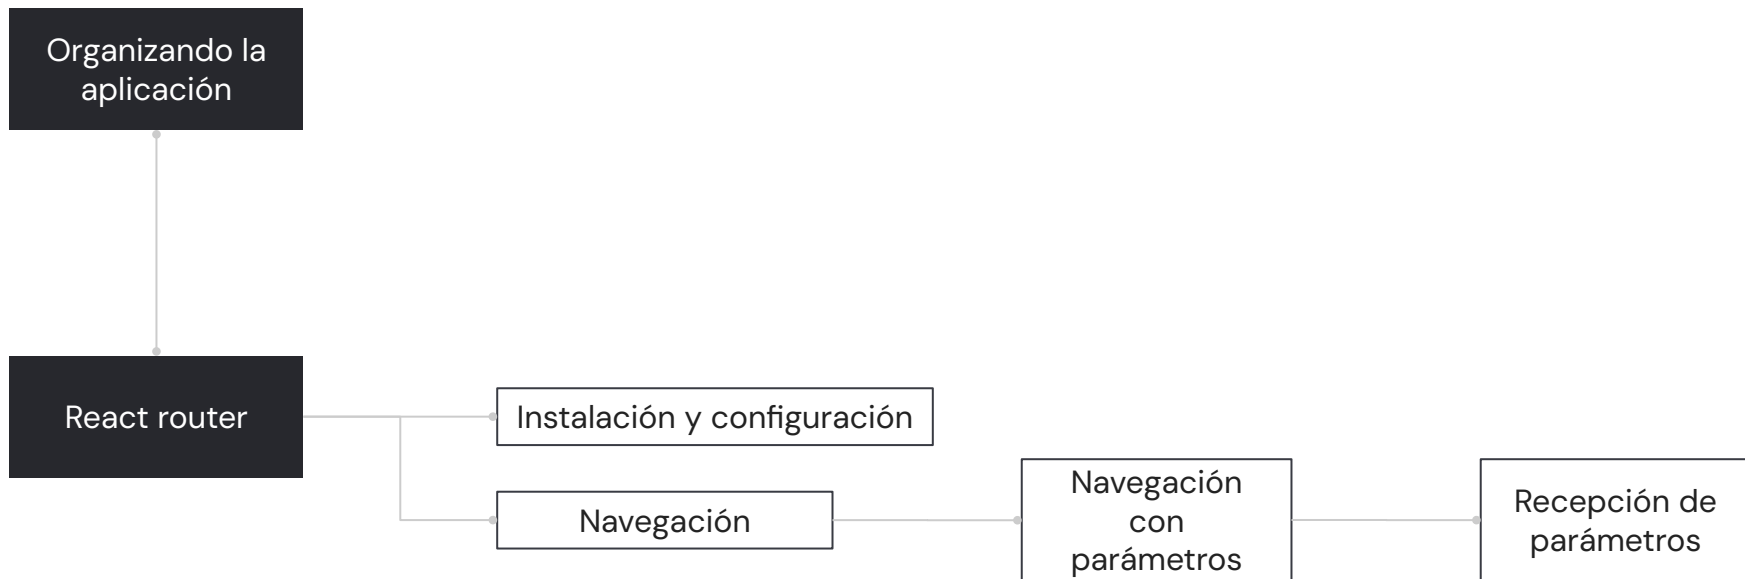 Organizando la
aplicación
React router
Instalación y configuración
Navegación
Navegación
con
parámetros
Recepción de
parámetros